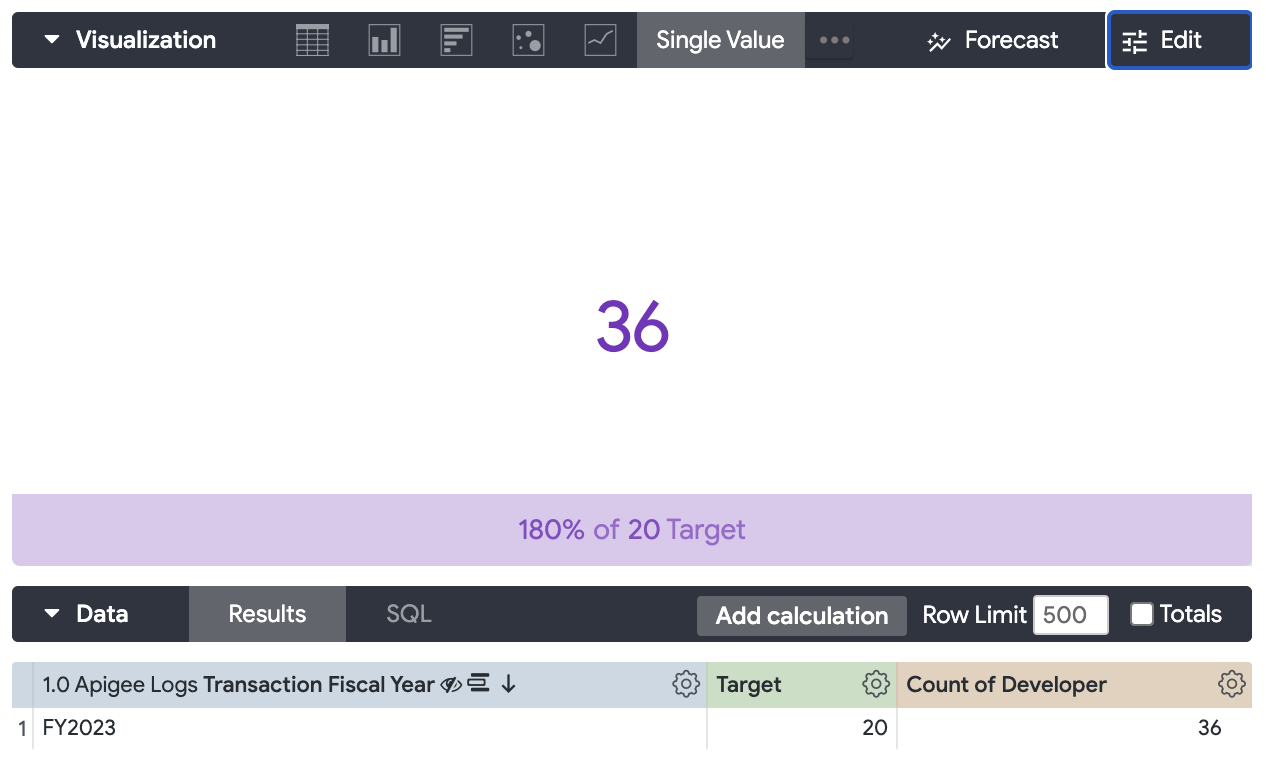 Visualization Single Value ••• Forecast Edit
36
180% of 20 Target
Data Results SQL Add calculation Row Limit 500 Totals
1.0 Apigee Logs Transaction Fiscal Year ↓ Target Count of Developer
1 FY2023 20 36